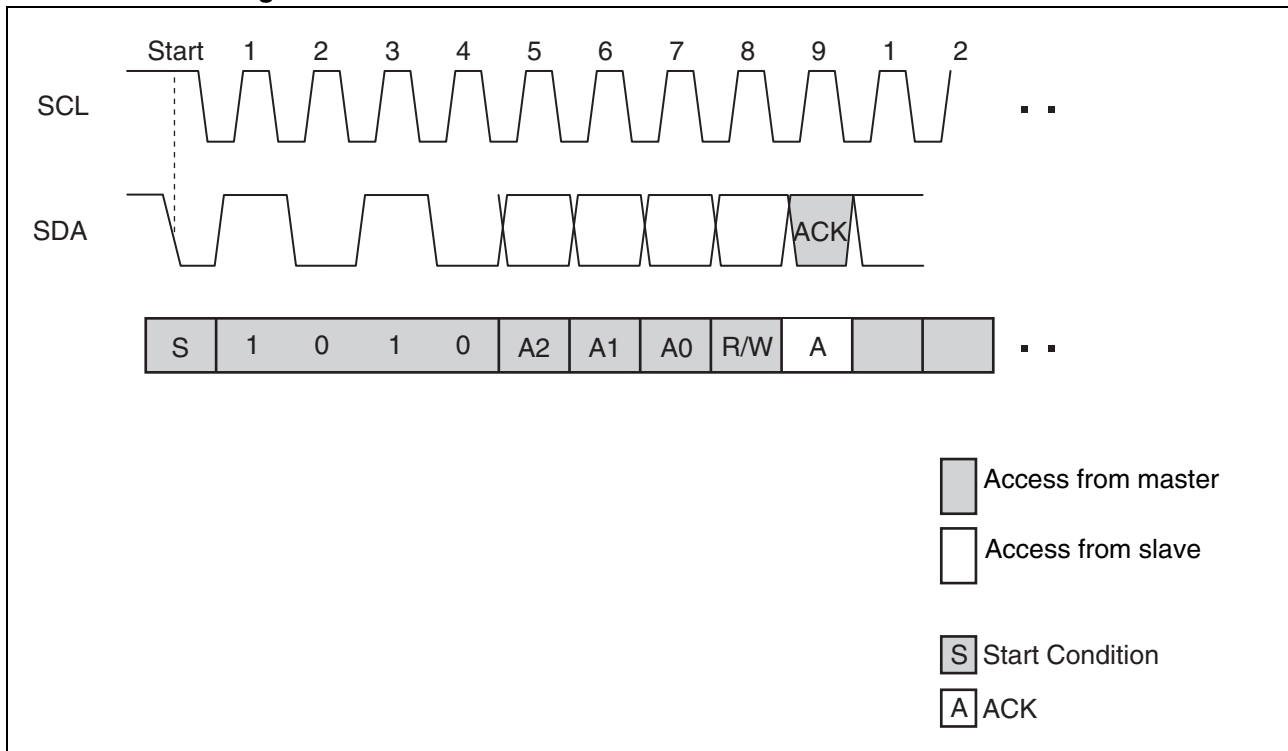 Start 1 2 3 4 5 6 7 8 9 1 2
SCL
SDA
ACK
S 1 0 1 0 A2 A1 A0 R/W A
Access from master
Access from slave
S Start Condition
A ACK